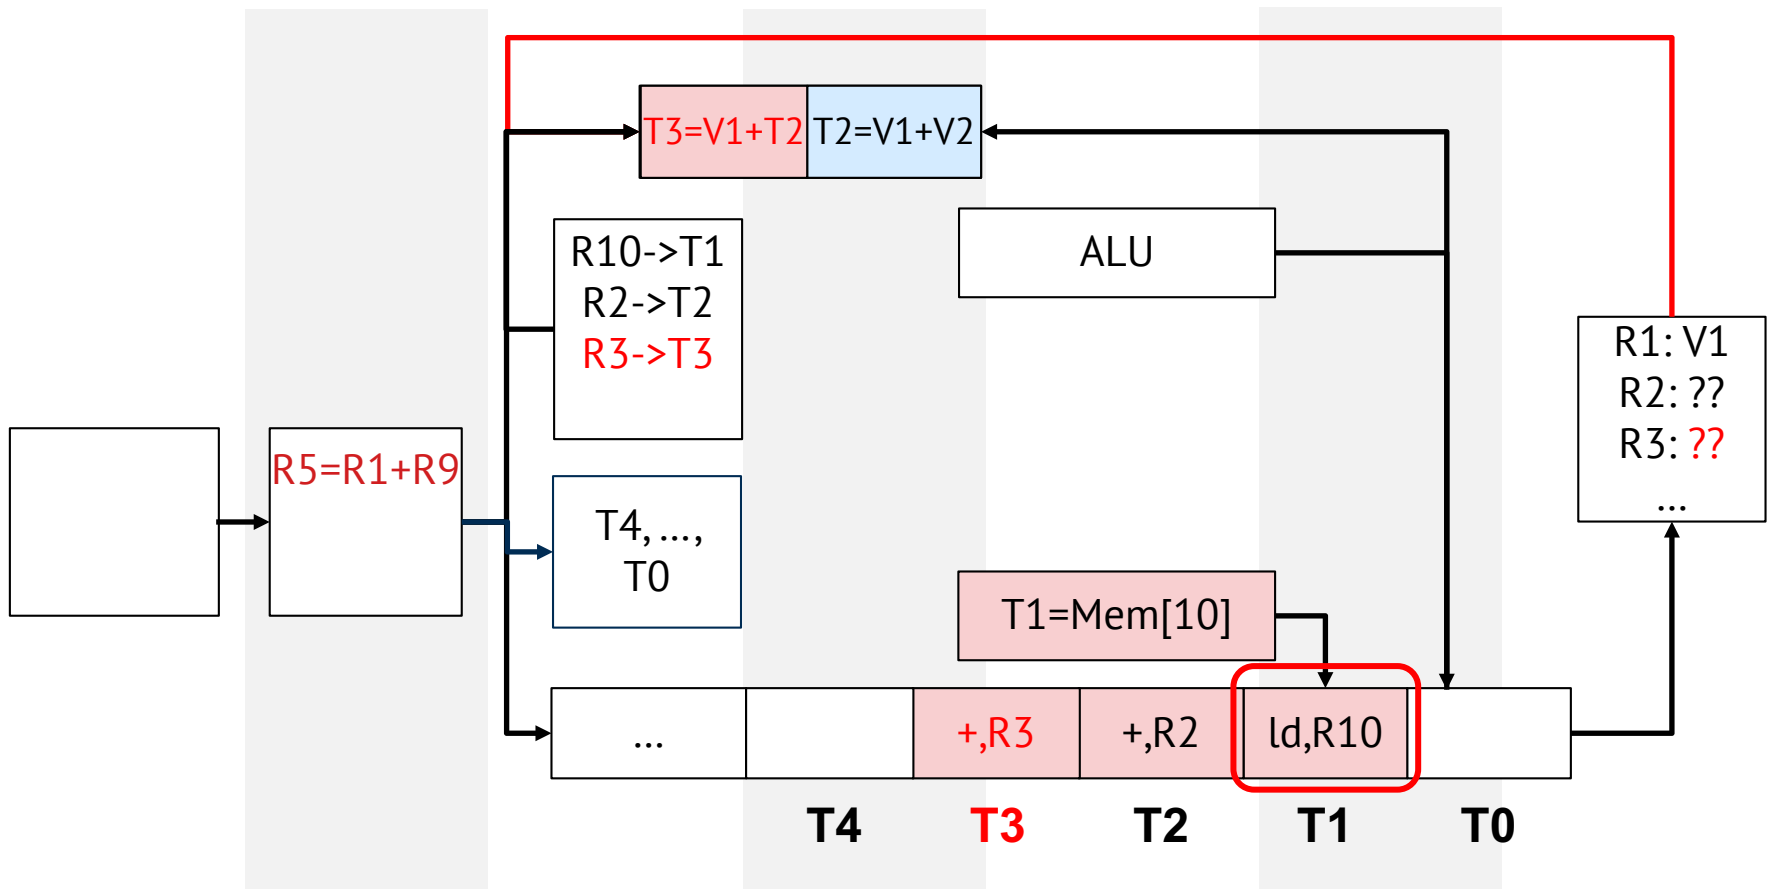 T3=V1+T2 T2=V1+V2
R10->T1
R2->T2
R3->T3
ALU
R1: V1
R2: ??
R3: ??
...
R5=R1+R9
T4, ...,
T0
T1=Mem[10]
... +,R3 +,R2 ld,R10
T4 T3 T2 T1 T0